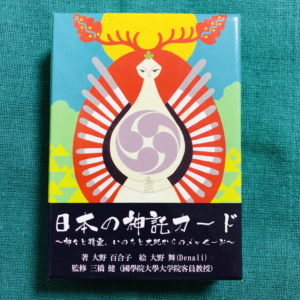 日本の神託カード
～神々と精霊、いのちと大地からのメッセージ～
著 大野 百合子 絵 大野 舞(Denali)
監修 三橋 健 (國學院大學大学院客員教授)